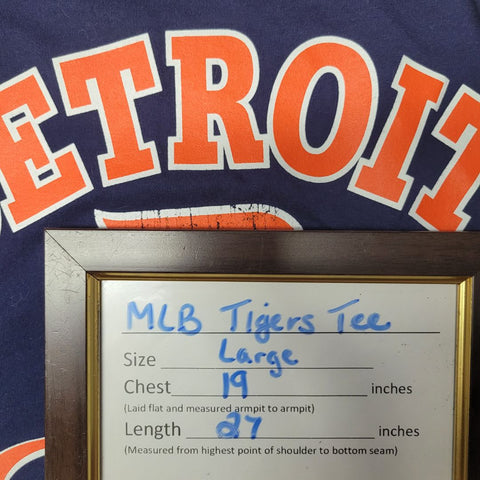 DETROIT
MLB Tigers Tee
Size Large
Chest 19 inches
(Laid flat and measured armpit to armpit)
Length 27 inches
(Measured from highest point of shoulder to bottom seam)